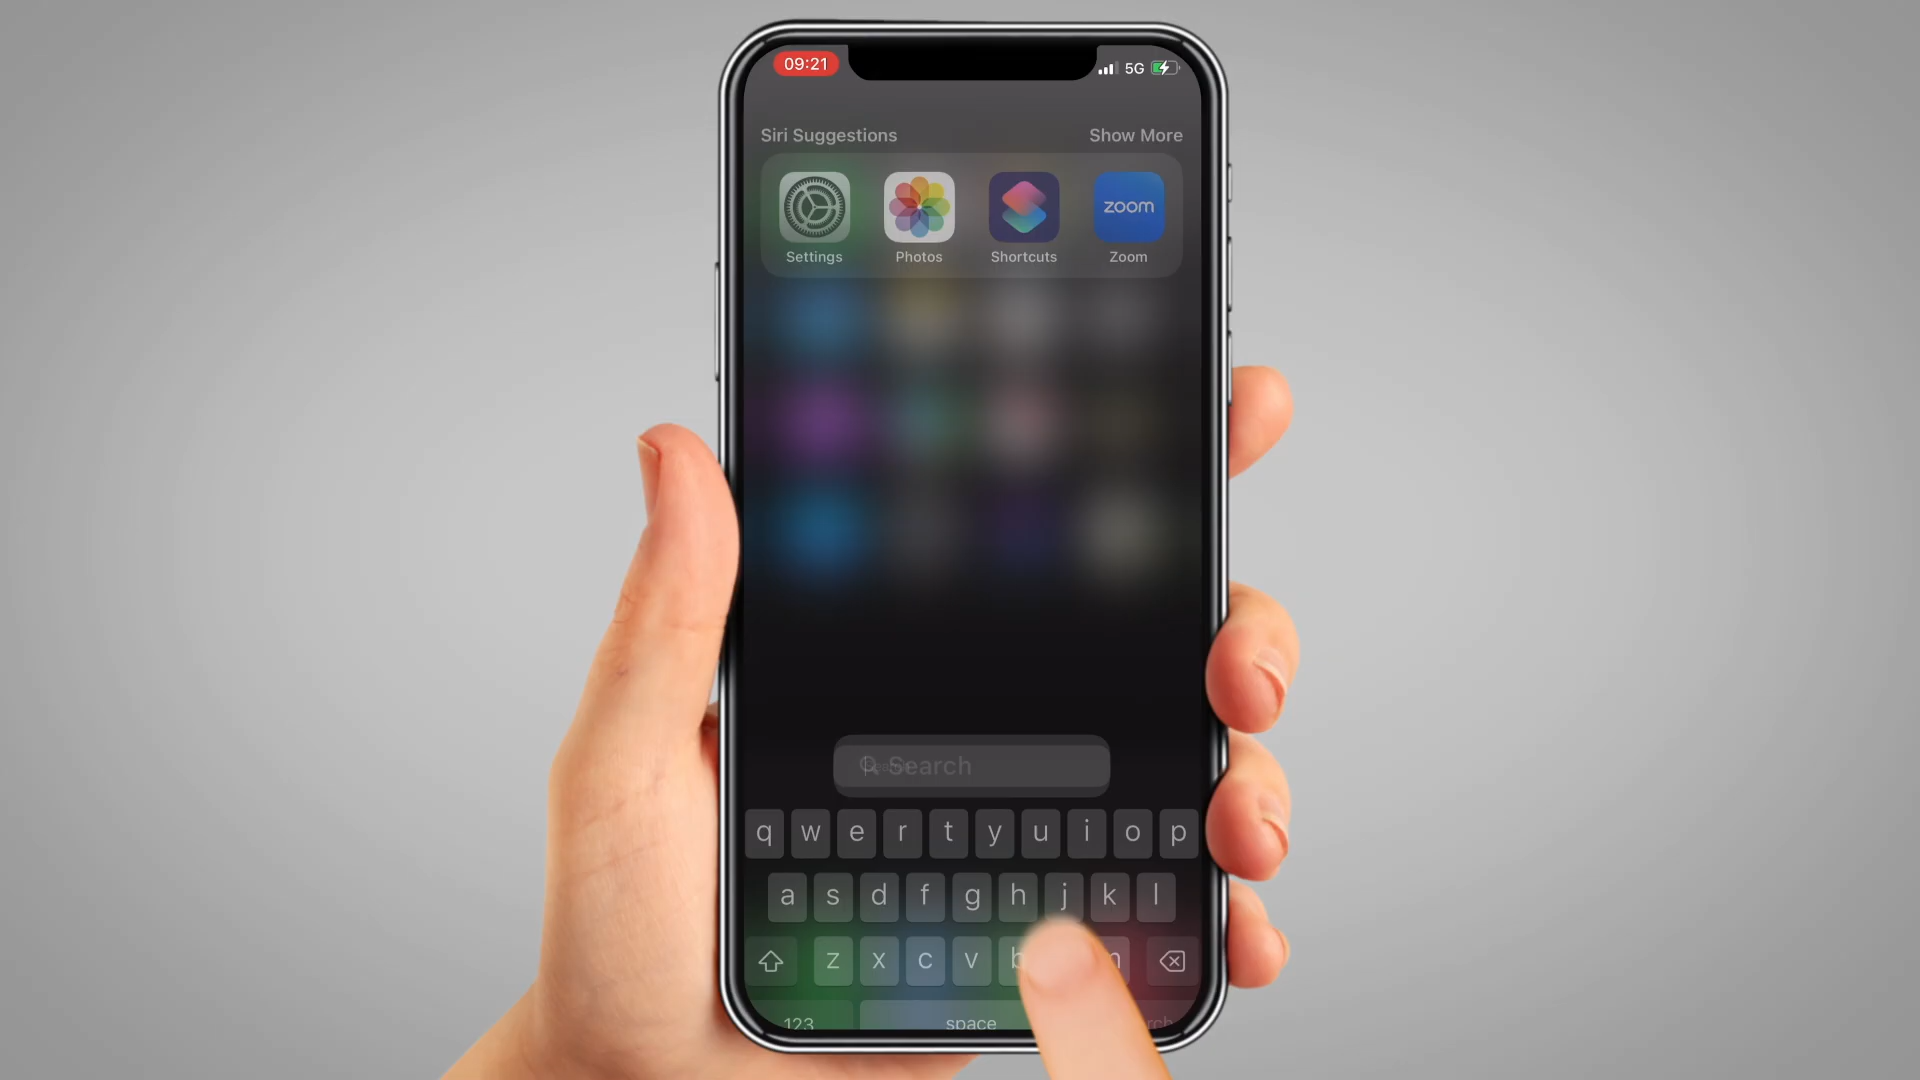 09:21 5G
Siri Suggestions Show More
zoom
Settings Photos Shortcuts Zoom
Search
q w e r t y u i o p
a s d f g h j k l
z x c v b
123 space